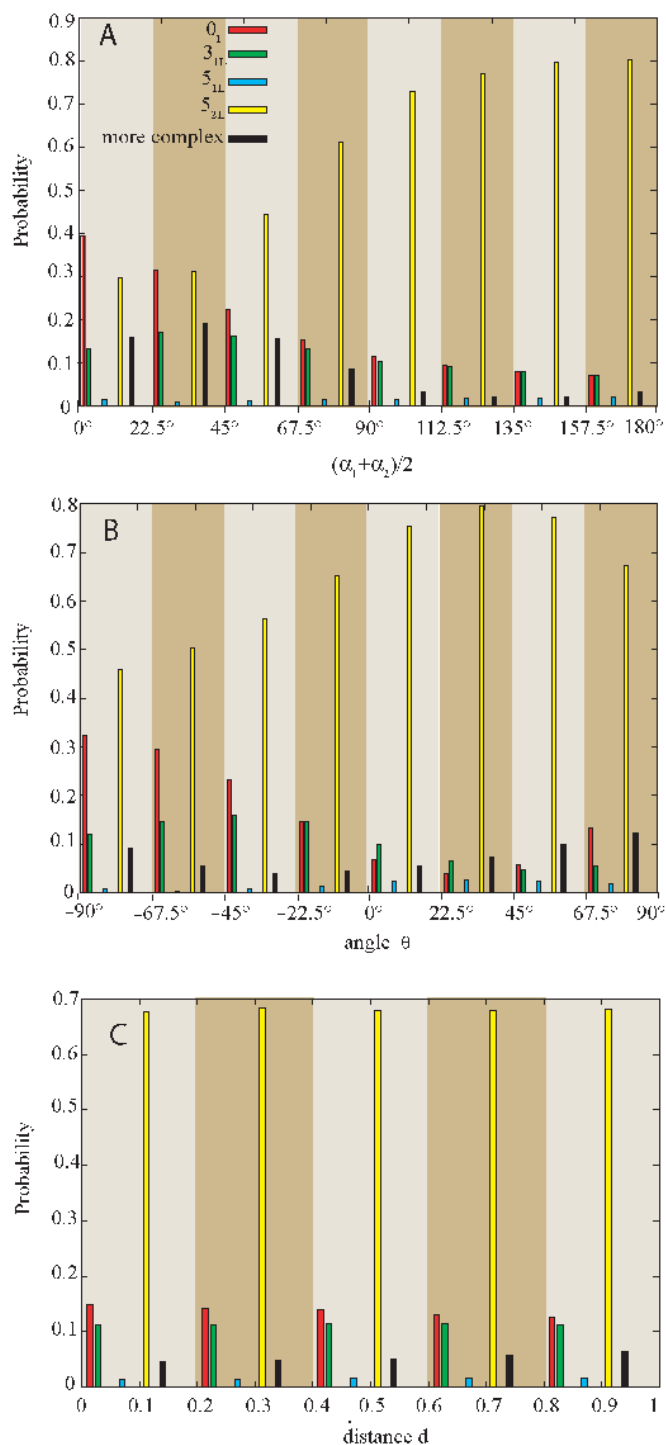 A
0₁
3₁L
5₁L
5₂L
more complex
0.9
0.8
0.7
0.6
0.5
0.4
0.3
0.2
0.1
0
Probability
0° 22.5° 45° 67.5° 90° 112.5° 135° 157.5° 180°
(α₁+α₂)/2
B
0.8
0.7
0.6
0.5
0.4
0.3
0.2
0.1
0
Probability
−90° −67.5° −45° −22.5° 0° 22.5° 45° 67.5° 90°
angle θ
C
0.7
0.6
0.5
0.4
0.3
0.2
0.1
0
Probability
0 0.1 0.2 0.3 0.4 0.5 0.6 0.7 0.8 0.9 1
distance d